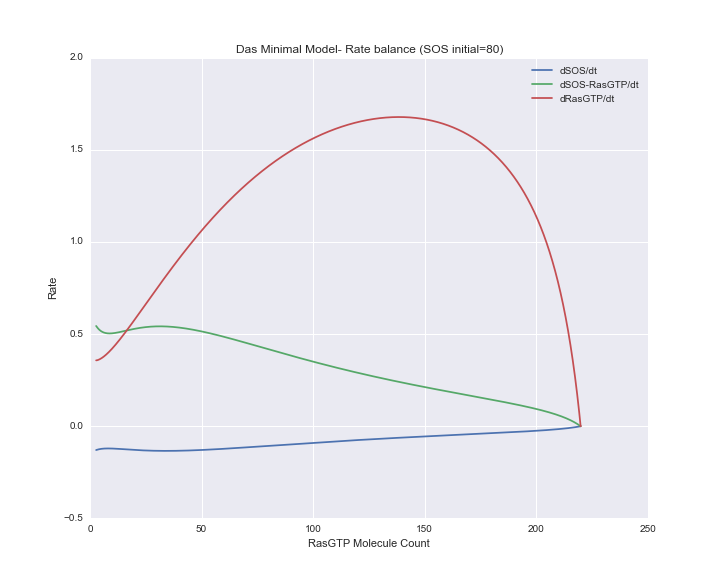 Das Minimal Model- Rate balance (SOS initial=80)
2.0
1.5
1.0
0.5
0.0
−0.5
Rate
dSOS/dt
dSOS-RasGTP/dt
dRasGTP/dt
0 50 100 150 200 250
RasGTP Molecule Count